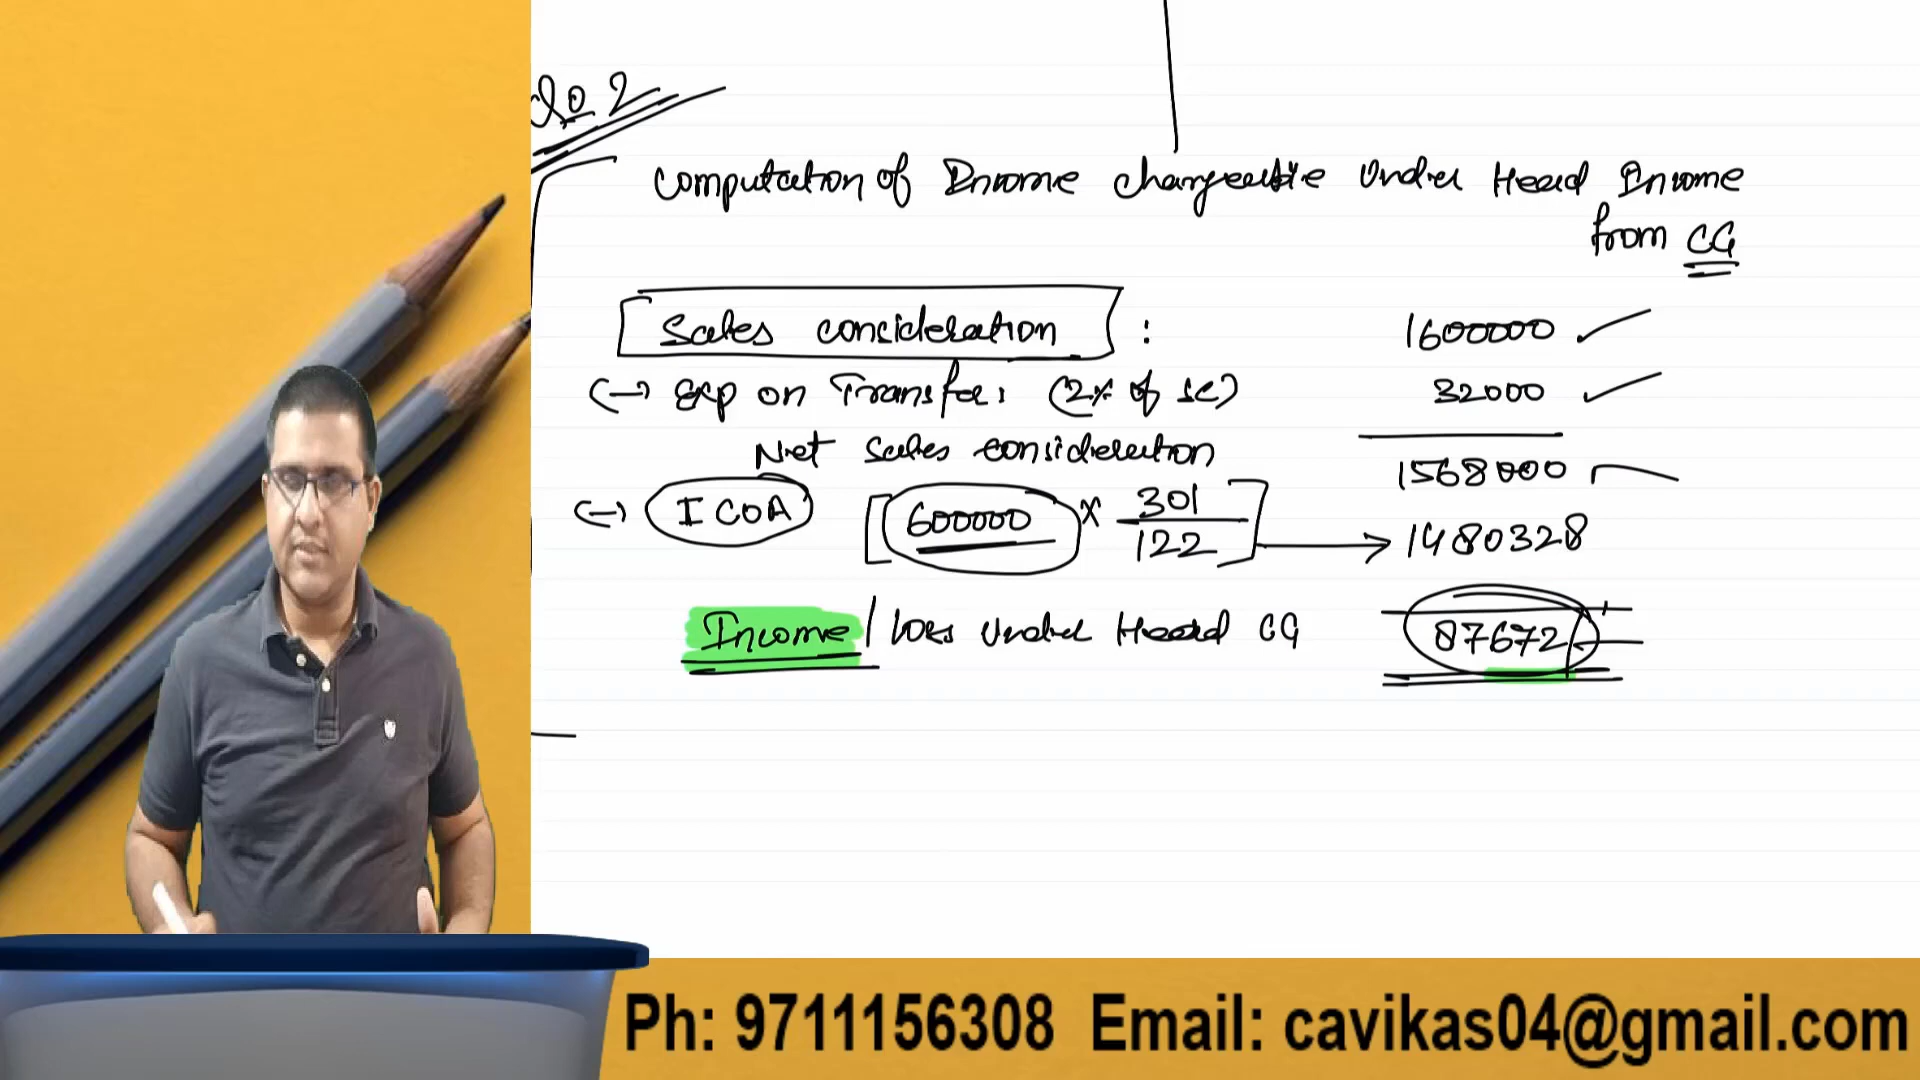 No 2
Computation of Income chargeable Under Head Income
from CG
Sales consideration : 1600000
(-) Exp on Transfer: (2% of SC) 32000
Net Sales consideration 1568000
(-) ICOA [600000 x 301/122] → 1480328
Income / loss Under Head CG 87672
Ph: 9711156308 Email: cavikas04@gmail.com